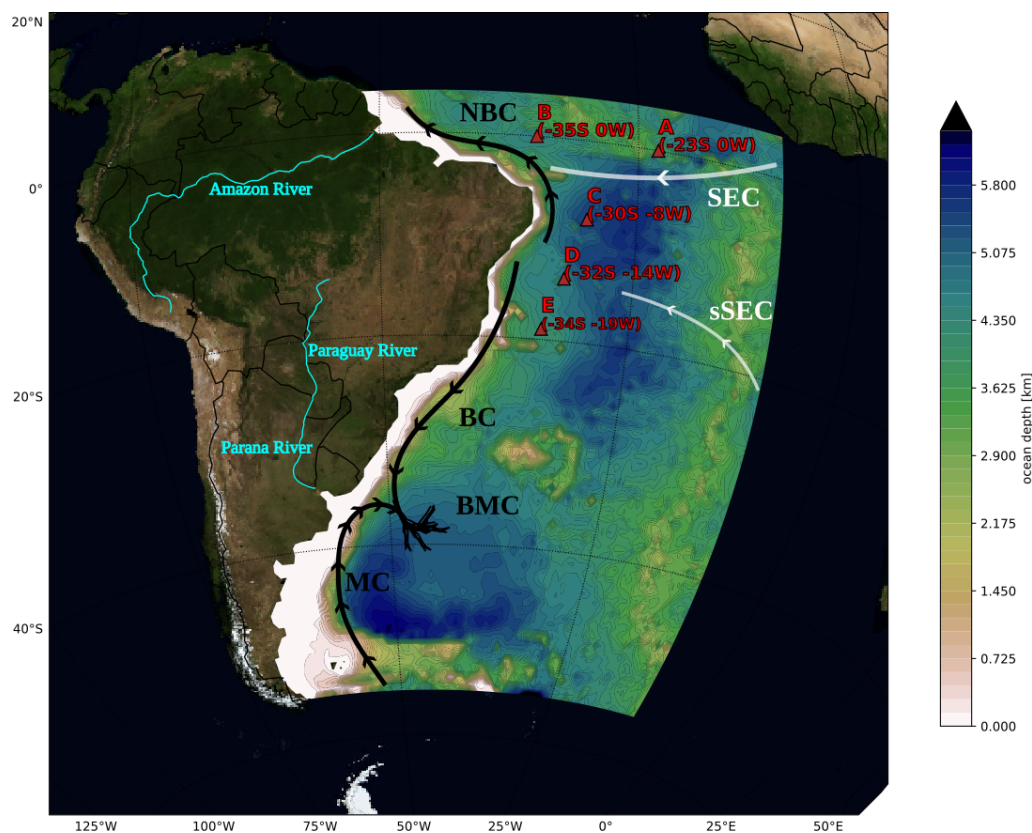 20°N
0°
20°S
40°S
125°W
100°W
75°W
50°W
25°W
0°
25°E
50°E
NBC
B
(-35S 0W)
A
(-23S 0W)
SEC
C
(-30S -8W)
D
(-32S -14W)
E
(-34S -19W)
sSEC
Amazon River
Paraguay River
Parana River
BC
BMC
MC
5.800
5.075
4.350
3.625
2.900
2.175
1.450
0.725
0.000
ocean depth [km]